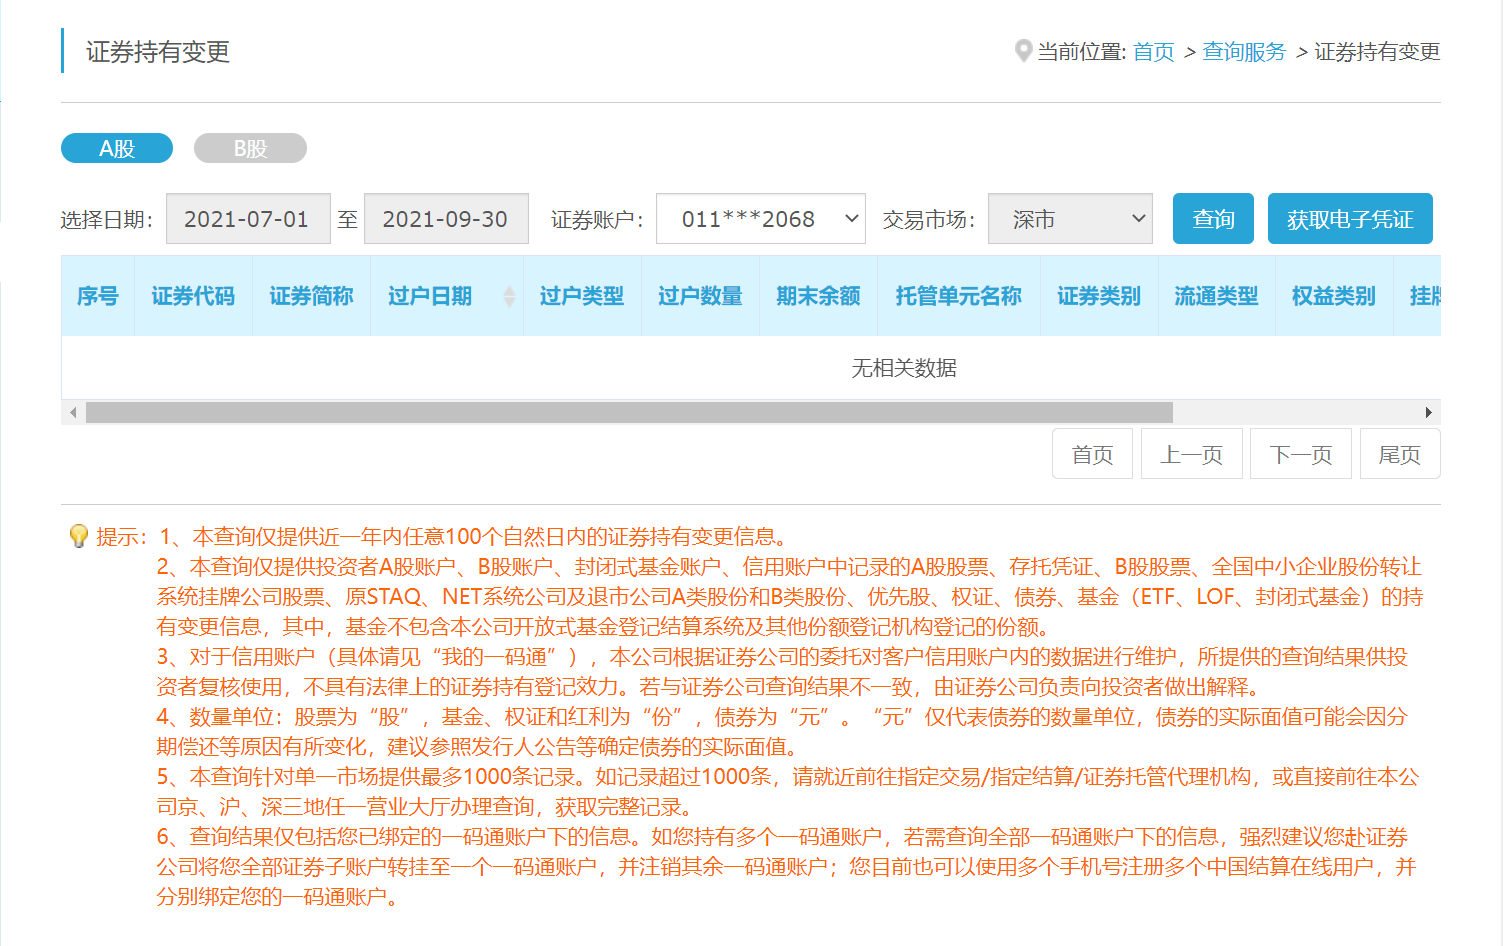 证券持有变更
当前位置: 首页 > 查询服务 > 证券持有变更
A股 B股
选择日期: 2021-07-01 至 2021-09-30 证券账户: 011***2068 交易市场: 深市 查询 获取电子凭证
序号 证券代码 证券简称 过户日期 过户类型 过户数量 期末余额 托管单元名称 证券类别 流通类型 权益类别 挂牌
无相关数据
首页 上一页 下一页 尾页
提示：1、本查询仅提供近一年内任意100个自然日内的证券持有变更信息。
2、本查询仅提供投资者A股账户、B股账户、封闭式基金账户、信用账户中记录的A股股票、存托凭证、B股股票、全国中小企业股份转让
系统挂牌公司股票、原STAQ、NET系统公司及退市公司A类股份和B类股份、优先股、权证、债券、基金（ETF、LOF、封闭式基金）的持
有变更信息，其中，基金不包含本公司开放式基金登记结算系统及其他份额登记机构登记的份额。
3、对于信用账户（具体请见“我的一码通”），本公司根据证券公司的委托对客户信用账户内的数据进行维护，所提供的查询结果供投
资者复核使用，不具有法律上的证券持有登记效力。若与证券公司查询结果不一致，由证券公司负责向投资者做出解释。
4、数量单位：股票为“股”，基金、权证和红利为“份”，债券为“元”。“元”仅代表债券的数量单位，债券的实际面值可能会因分
期偿还等原因有所变化，建议参照发行人公告等确定债券的实际面值。
5、本查询针对单一市场提供最多1000条记录。如记录超过1000条，请就近前往指定交易/指定结算/证券托管代理机构，或直接前往本公
司京、沪、深三地任一营业大厅办理查询，获取完整记录。
6、查询结果仅包括您已绑定的一码通账户下的信息。如您持有多个一码通账户，若需查询全部一码通账户下的信息，强烈建议您赴证券
公司将您全部证券子账户转挂至一个一码通账户，并注销其余一码通账户；您目前也可以使用多个手机号注册多个中国结算在线用户，并
分别绑定您的一码通账户。